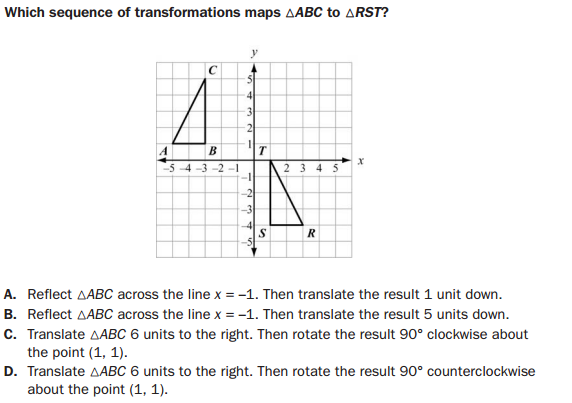 Which sequence of transformations maps △ABC to △RST?
y
C
5
4
3
2
1
A B T
x
-5 -4 -3 -2 -1 2 3 4 5
-1
-2
-3
-4
S R
-5
A. Reflect △ABC across the line x = -1. Then translate the result 1 unit down.
B. Reflect △ABC across the line x = -1. Then translate the result 5 units down.
C. Translate △ABC 6 units to the right. Then rotate the result 90° clockwise about
the point (1, 1).
D. Translate △ABC 6 units to the right. Then rotate the result 90° counterclockwise
about the point (1, 1).